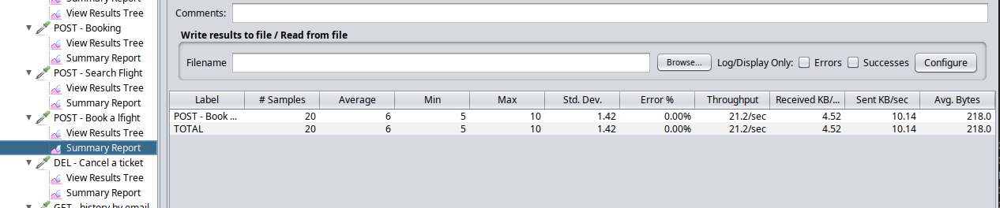 Summary Report
View Results Tree
POST - Booking
View Results Tree
Summary Report
POST - Search Flight
View Results Tree
Summary Report
POST - Book a lfight
View Results Tree
Summary Report
DEL - Cancel a ticket
View Results Tree
Summary Report
GET - history by email
Comments:
Write results to file / Read from file
Filename Browse... Log/Display Only: Errors Successes Configure
Label # Samples Average Min Max Std. Dev. Error % Throughput Received KB/... Sent KB/sec Avg. Bytes
POST - Book ... 20 6 5 10 1.42 0.00% 21.2/sec 4.52 10.14 218.0
TOTAL 20 6 5 10 1.42 0.00% 21.2/sec 4.52 10.14 218.0